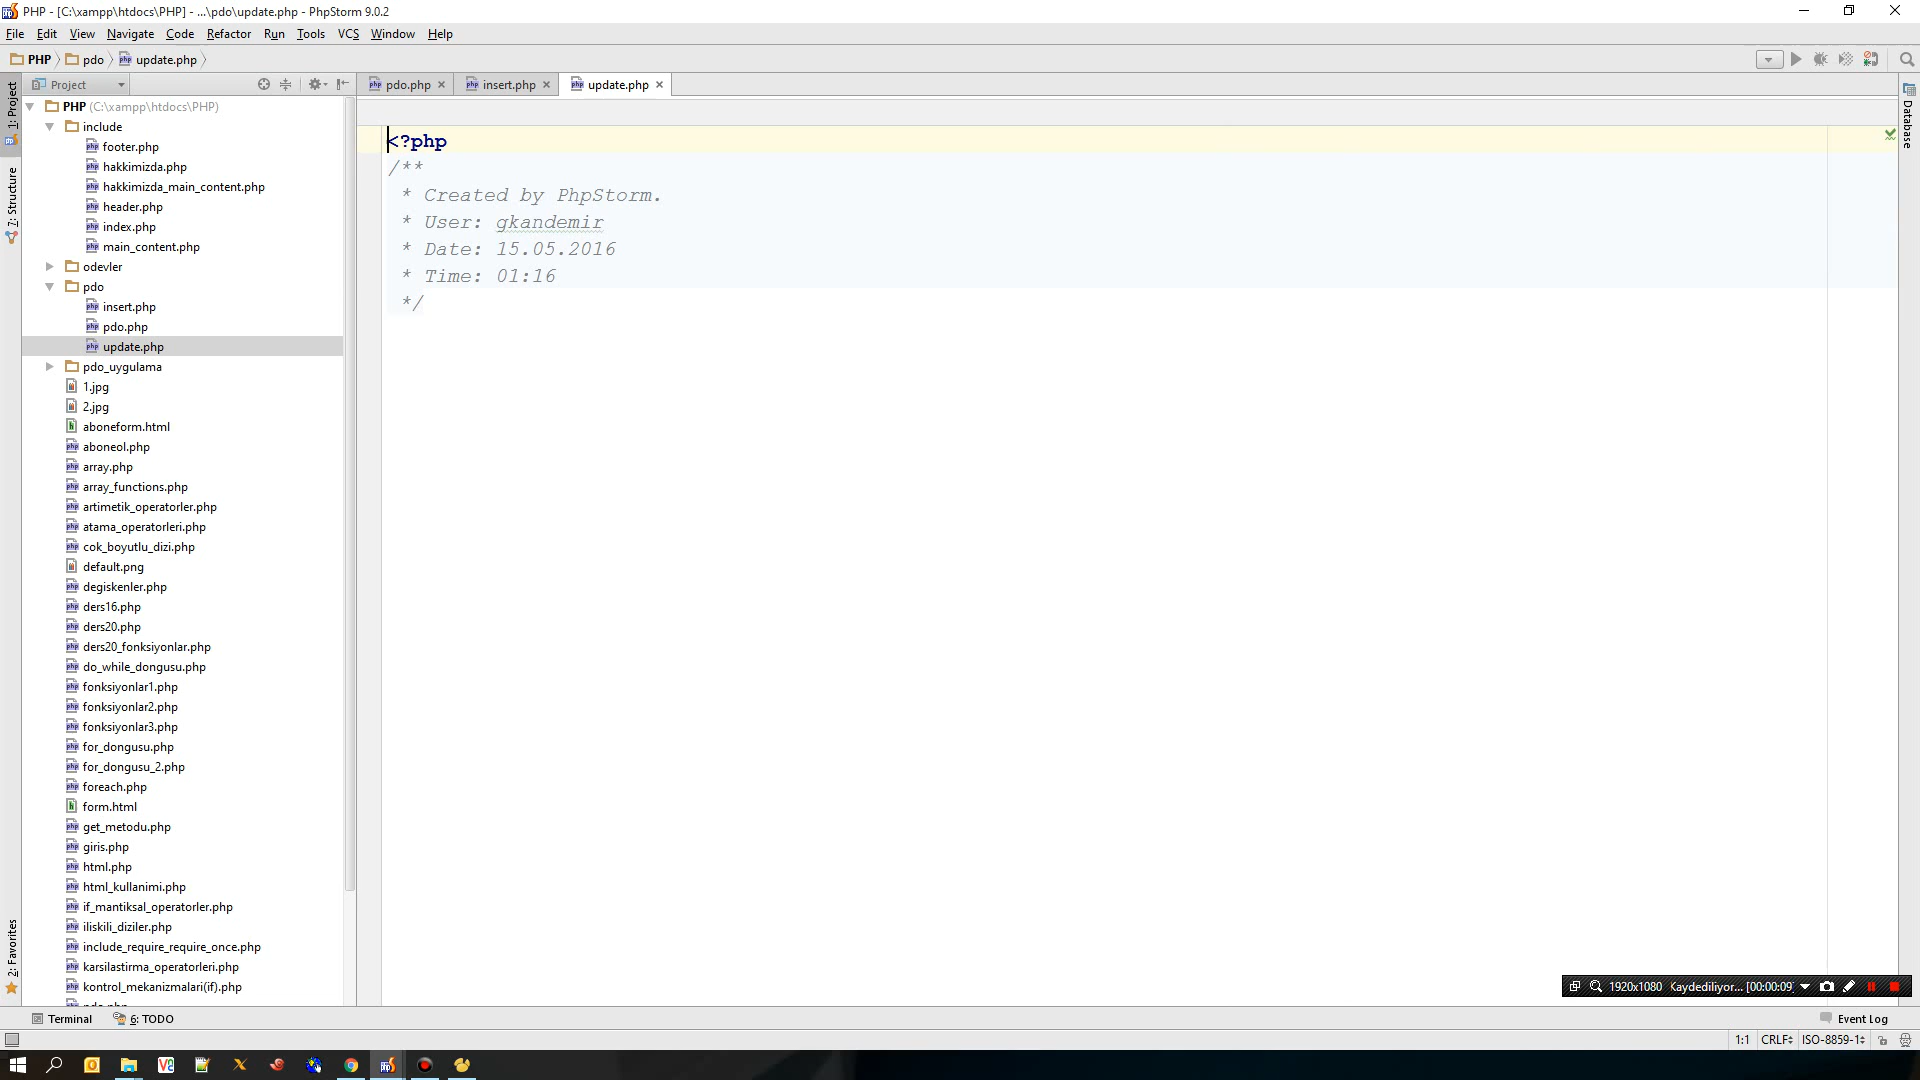 PHP - [C:\xampp\htdocs\PHP] - ...\pdo\update.php - PhpStorm 9.0.2
File Edit View Navigate Code Refactor Run Tools VCS Window Help
PHP pdo update.php
Project
pdo.php insert.php update.php
1: Project
7: Structure
2: Favorites
Database
PHP (C:\xampp\htdocs\PHP)
include
footer.php
hakkimizda.php
hakkimizda_main_content.php
header.php
index.php
main_content.php
odevler
pdo
insert.php
pdo.php
update.php
pdo_uygulama
1.jpg
2.jpg
aboneform.html
aboneol.php
array.php
array_functions.php
artimetik_operatorler.php
atama_operatorleri.php
cok_boyutlu_dizi.php
default.png
degiskenler.php
ders16.php
ders20.php
ders20_fonksiyonlar.php
do_while_dongusu.php
fonksiyonlar1.php
fonksiyonlar2.php
fonksiyonlar3.php
for_dongusu.php
for_dongusu_2.php
foreach.php
form.html
get_metodu.php
giris.php
html.php
html_kullanimi.php
if_mantiksal_operatorler.php
iliskili_diziler.php
include_require_require_once.php
karsilastirma_operatorleri.php
kontrol_mekanizmalari(if).php
<?php
/**
* Created by PhpStorm.
* User: gkandemir
* Date: 15.05.2016
* Time: 01:16
*/
1920x1080 Kaydediliyor... [00:00:09]
Terminal 6: TODO Event Log
1:1 CRLF ISO-8859-1